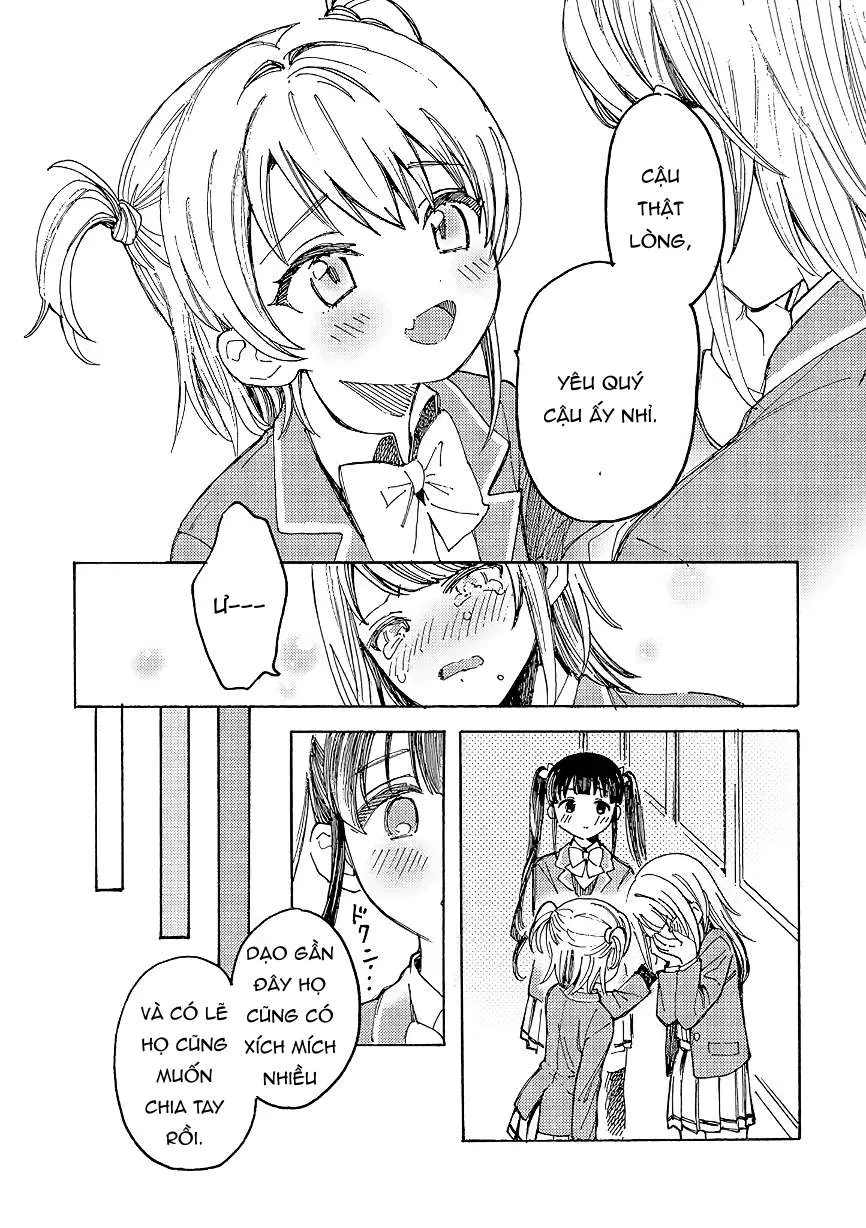 CẬU
THẬT
LÒNG,
YÊU QUÝ
CẬU ẤY NHỈ.
Ư---
ドクン..
DẠO GẦN
ĐÂY HỌ
CŨNG CÓ
XÍCH MÍCH
NHIỀU
VÀ CÓ LẼ
HỌ CŨNG
MUỐN
CHIA TAY
RỒI.